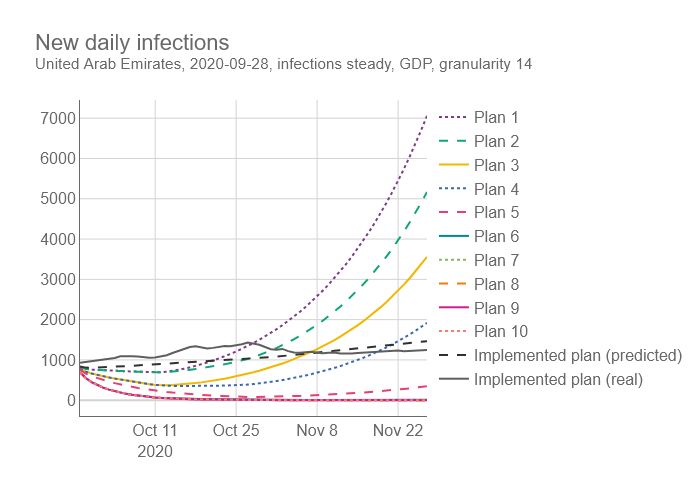 New daily infections
United Arab Emirates, 2020-09-28, infections steady, GDP, granularity 14
7000
6000
5000
4000
3000
2000
1000
0
Oct 11
2020
Oct 25
Nov 8
Nov 22
Plan 1
Plan 2
Plan 3
Plan 4
Plan 5
Plan 6
Plan 7
Plan 8
Plan 9
Plan 10
Implemented plan (predicted)
Implemented plan (real)